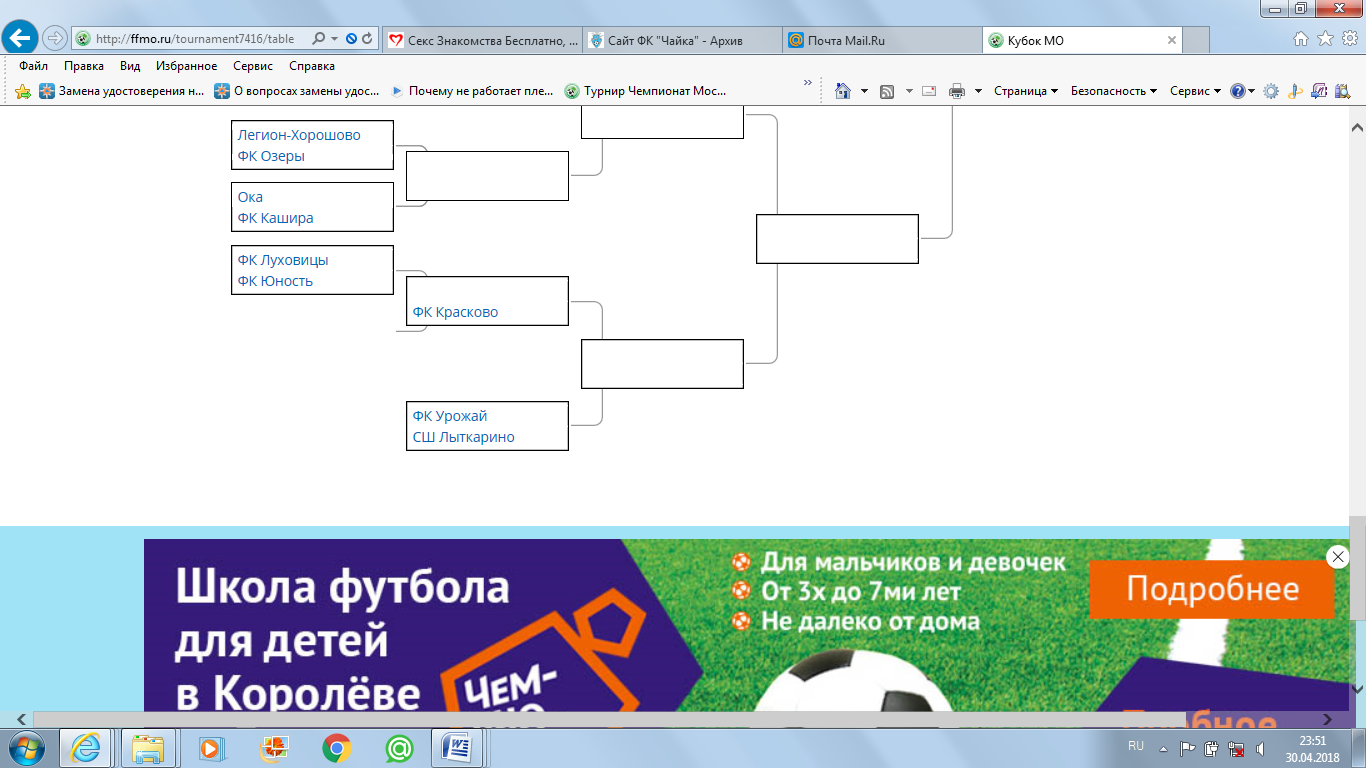 http://ffmo.ru/tournament7416/table
Секс Знакомства Бесплатно, ...
Сайт ФК "Чайка" - Архив
Почта Mail.Ru
Кубок МО
Файл Правка Вид Избранное Сервис Справка
Замена удостоверения н...
О вопросах замены удос...
Почему не работает пле...
Турнир Чемпионат Мос...
Страница
Безопасность
Сервис
Легион-Хорошово
ФК Озеры
Ока
ФК Кашира
ФК Луховицы
ФК Юность
ФК Красково
ФК Урожай
СШ Лыткарино
Школа футбола
для детей
в Королёве
ЧЕМ-
Для мальчиков и девочек
От 3х до 7ми лет
Не далеко от дома
Подробнее
RU
23:51
30.04.2018